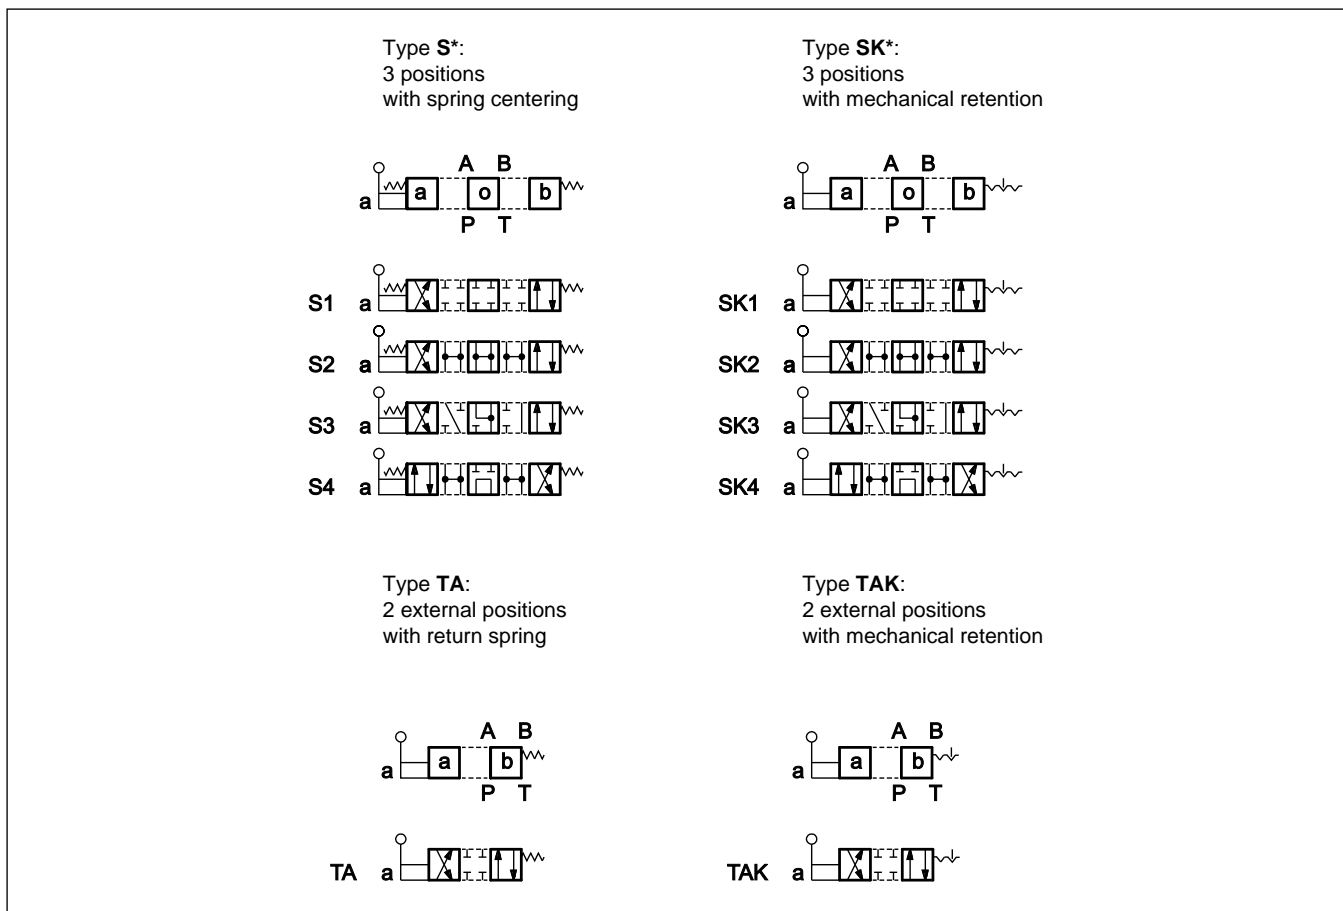 Type S*:
3 positions
with spring centering
A B
a a o b
P T
S1 a
S2 a
S3 a
S4 a
Type SK*:
3 positions
with mechanical retention
A B
a a o b
P T
SK1 a
SK2 a
SK3 a
SK4 a
Type TA:
2 external positions
with return spring
A B
a a b
P T
TA a
Type TAK:
2 external positions
with mechanical retention
A B
a a b
P T
TAK a